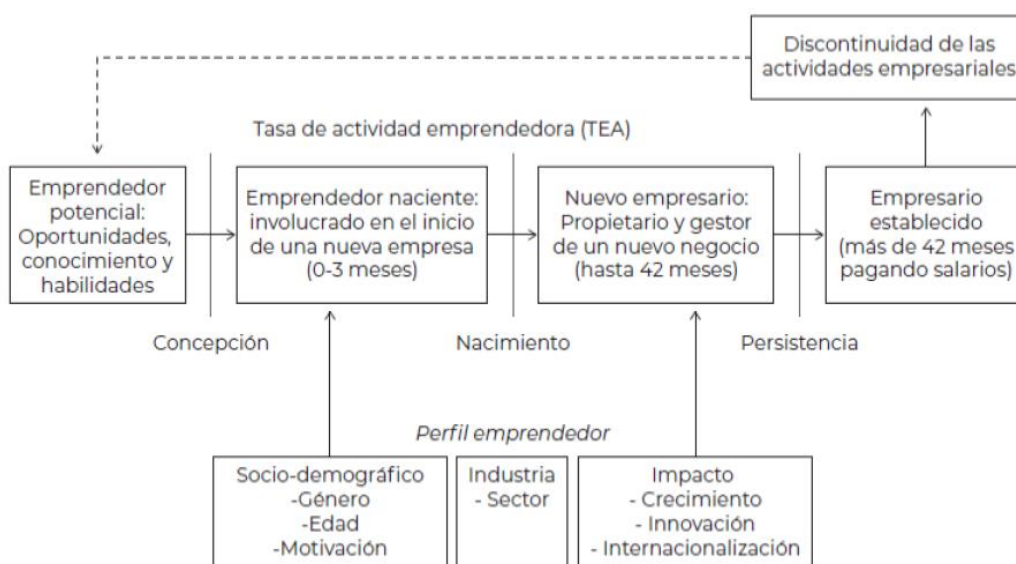 Discontinuidad de las
actividades empresariales
Tasa de actividad emprendedora (TEA)
Emprendedor
potencial:
Oportunidades,
conocimiento y
habilidades
Emprendedor naciente:
involucrado en el inicio
de una nueva empresa
(0-3 meses)
Nuevo empresario:
Propietario y gestor
de un nuevo negocio
(hasta 42 meses)
Empresario
establecido
(más de 42 meses
pagando salarios)
Concepción
Nacimiento
Persistencia
Perfil emprendedor
Socio-demográfico
-Género
-Edad
-Motivación
Industria
- Sector
Impacto
- Crecimiento
- Innovación
- Internacionalización